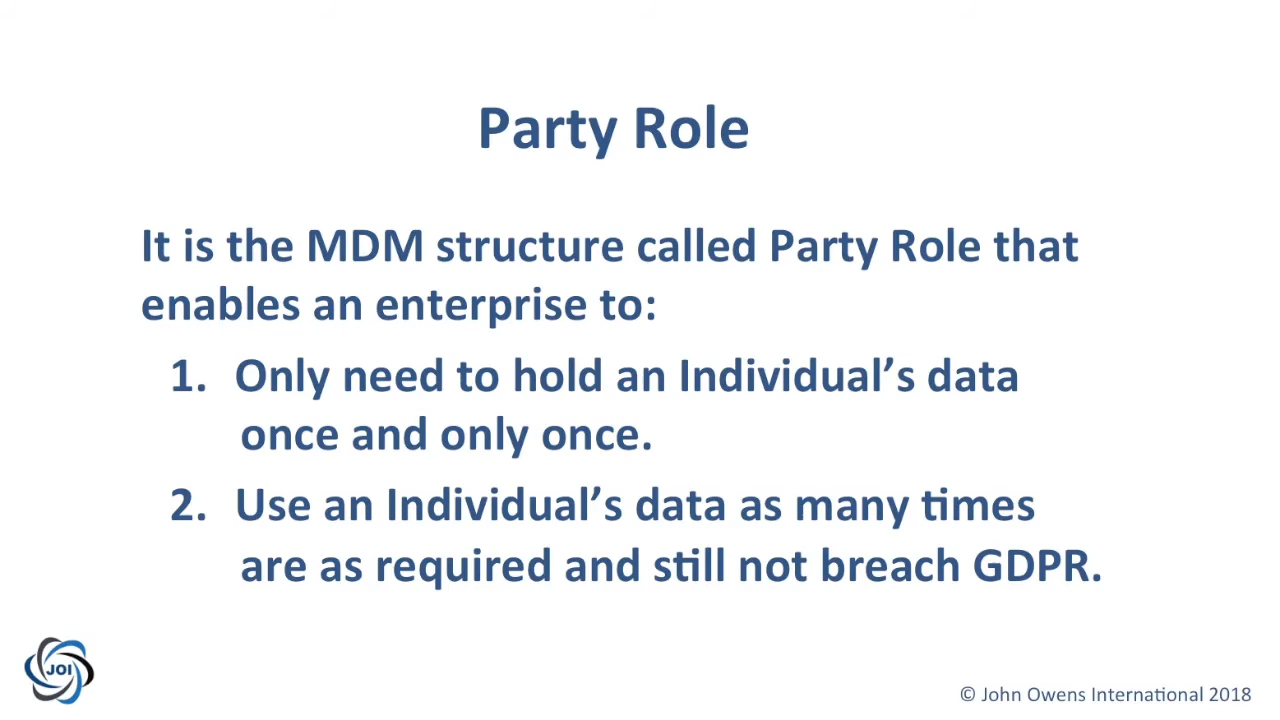 Party Role
It is the MDM structure called Party Role that
enables an enterprise to:
1. Only need to hold an Individual’s data
once and only once.
2. Use an Individual’s data as many times
are as required and still not breach GDPR.
JOI
© John Owens International 2018